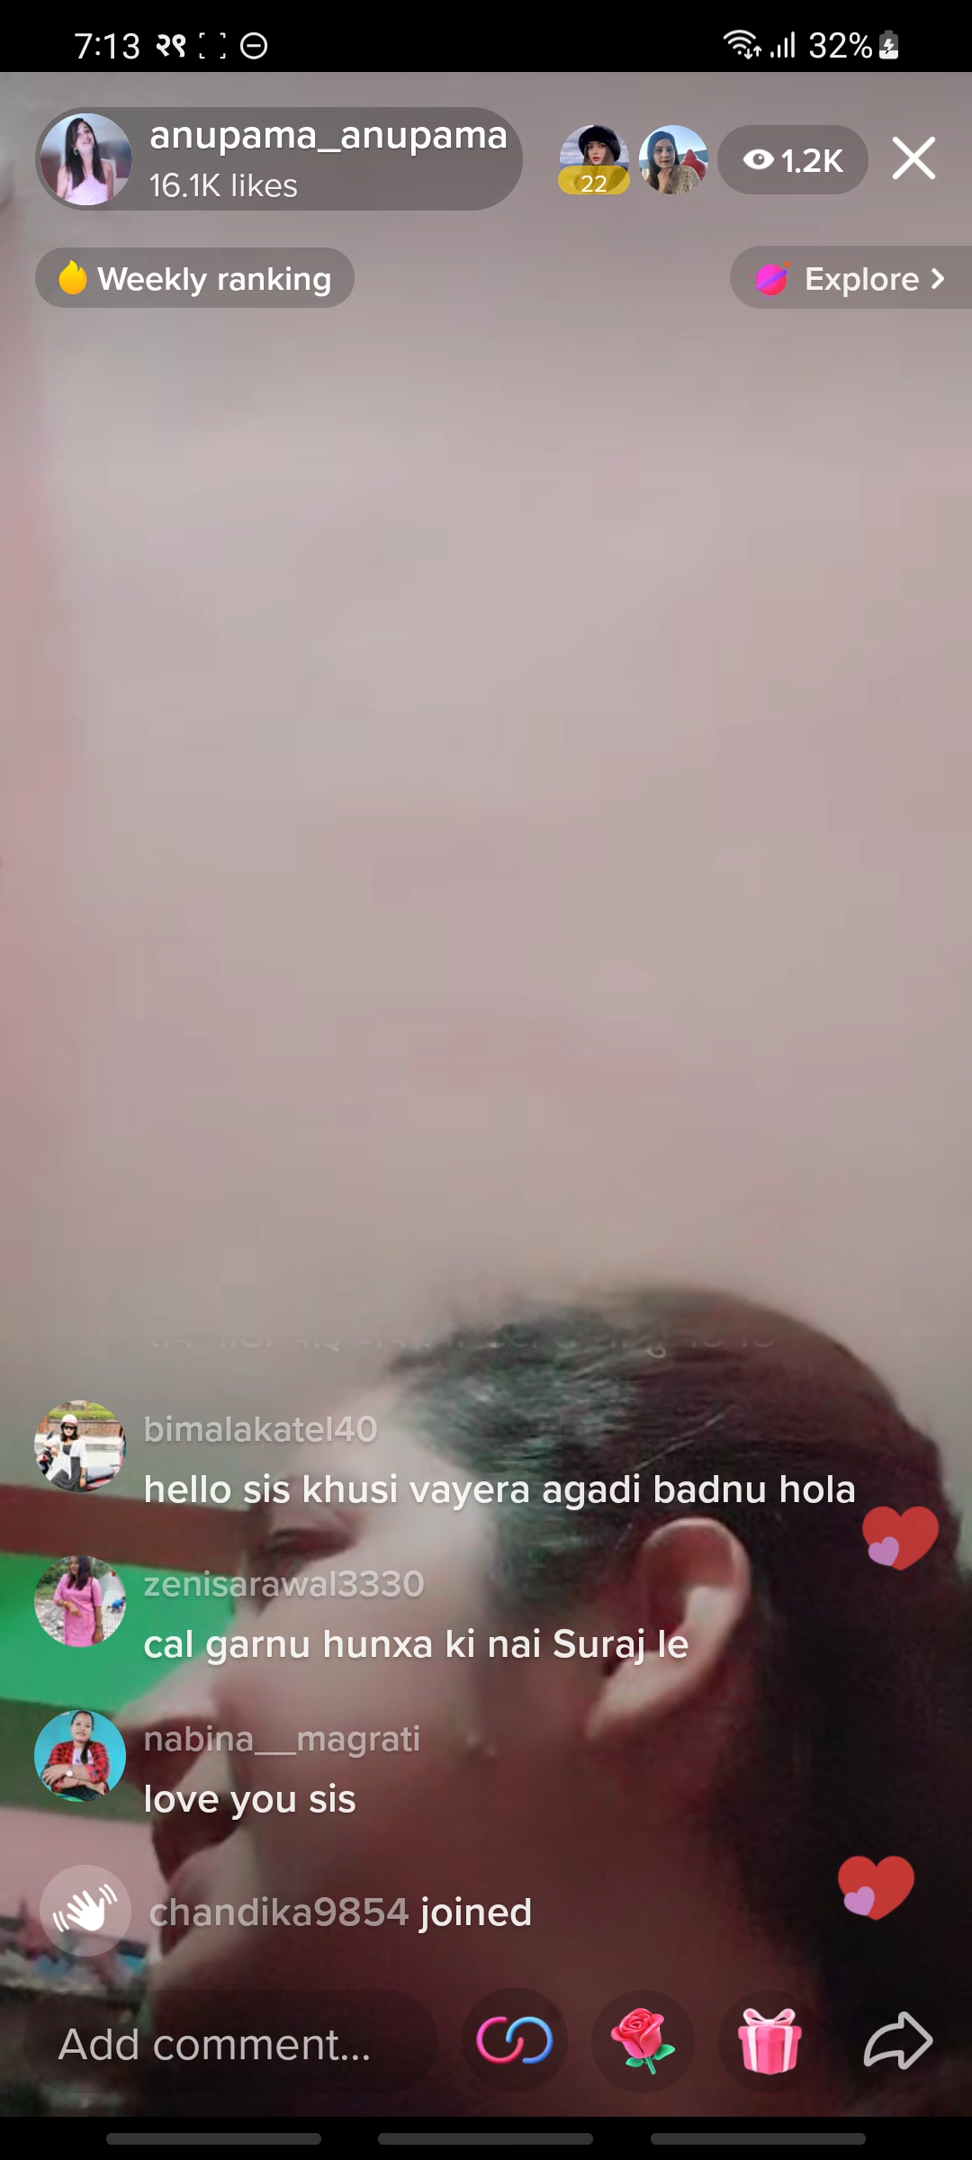 7:13 २९ 32%
anupama_anupama
16.1K likes
22
1.2K
Weekly ranking
Explore
bimalakatel40
hello sis khusi vayera agadi badnu hola
zenisarawal3330
cal garnu hunxa ki nai Suraj le
nabina__magrati
love you sis
chandika9854 joined
Add comment...